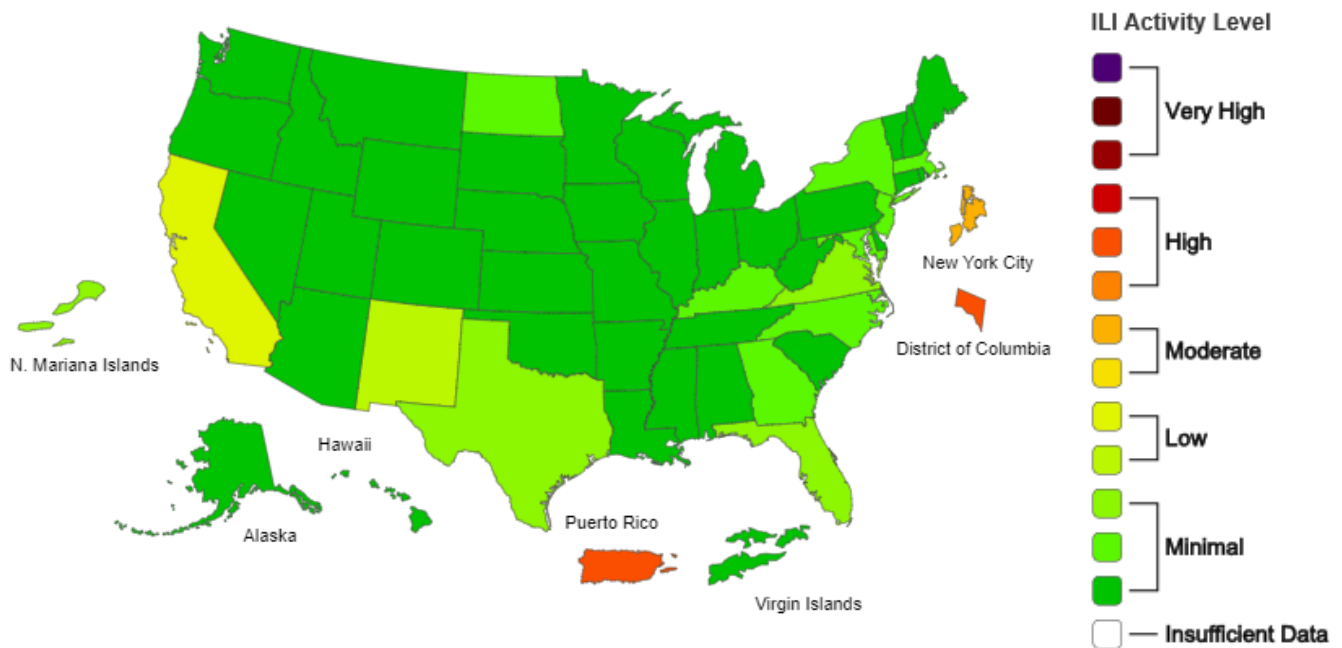 ILI Activity Level
Very High
High
New York City
District of Columbia
Moderate
N. Mariana Islands
Low
Hawaii
Alaska
Puerto Rico
Minimal
Virgin Islands
Insufficient Data